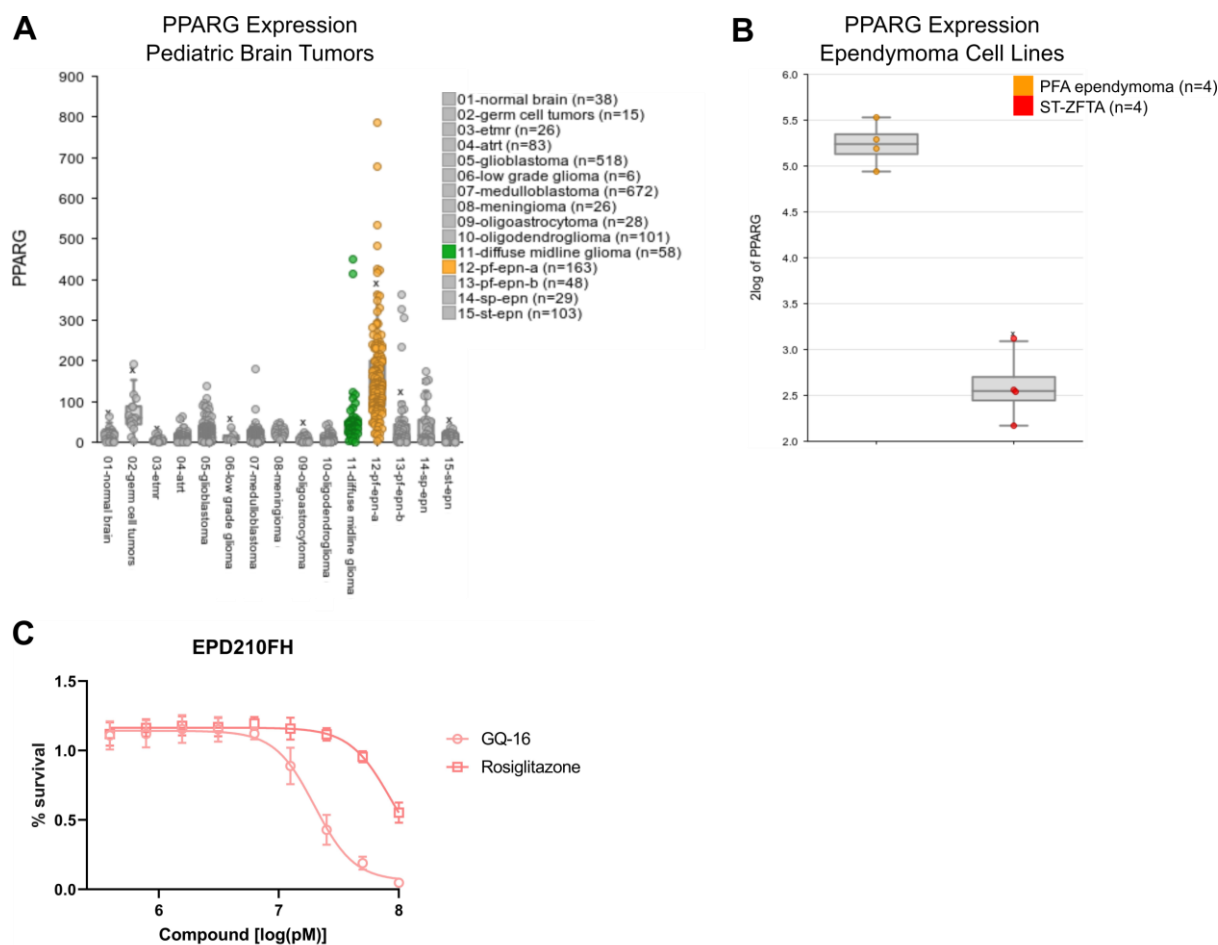 A
PPARG Expression
Pediatric Brain Tumors
PPARG
900
800
700
600
500
400
300
200
100
0
01-normal brain (n=38)
02-germ cell tumors (n=15)
03-etmr (n=26)
04-atrt (n=83)
05-glioblastoma (n=518)
06-low grade glioma (n=6)
07-medulloblastoma (n=672)
08-meningioma (n=26)
09-oligoastrocytoma (n=28)
10-oligodendroglioma (n=101)
11-diffuse midline glioma (n=58)
12-pf-epn-a (n=163)
13-pf-epn-b (n=48)
14-sp-epn (n=29)
15-st-epn (n=103)
x
x
x
x
x
x
x
x
01-normal brain
02-germ cell tumors
03-etmr
04-atrt
05-glioblastoma
06-low grade glioma
07-medulloblastoma
08-meningioma
09-oligoastrocytoma
10-oligodendroglioma
11-diffuse midline glioma
12-pf-epn-a
13-pf-epn-b
14-sp-epn
15-st-epn
B
PPARG Expression
Ependymoma Cell Lines
PFA ependymoma (n=4)
ST-ZFTA (n=4)
2log of PPARG
6.0
5.5
5.0
4.5
4.0
3.5
3.0
2.5
2.0
x
C
EPD210FH
% survival
1.5
1.0
0.5
0.0
6 7 8
Compound [log(pM)]
GQ-16
Rosiglitazone